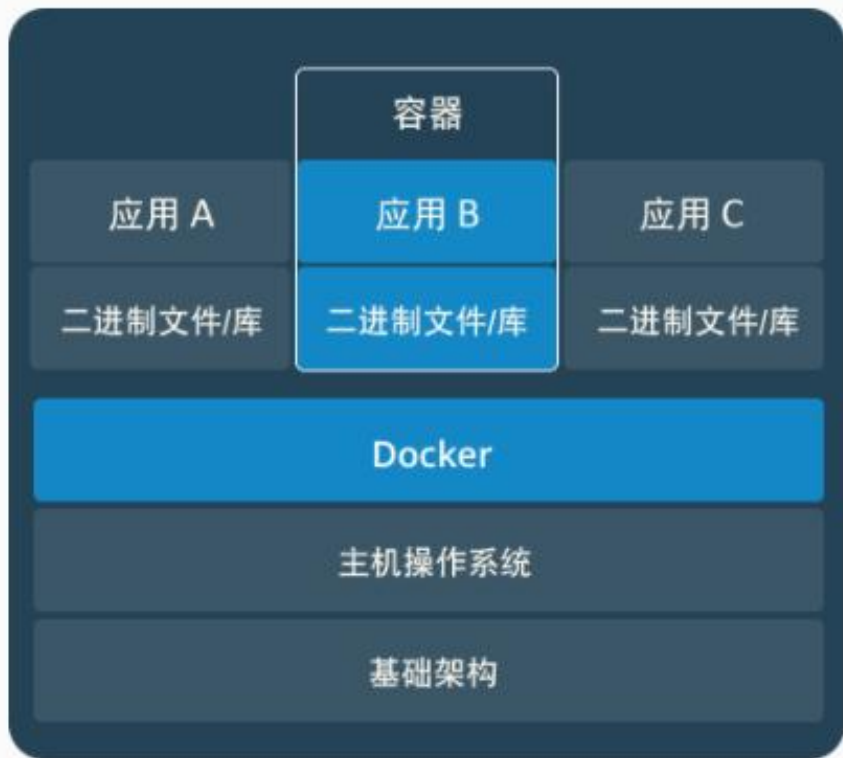 容器
应用 A
应用 B
应用 C
二进制文件/库
二进制文件/库
二进制文件/库
Docker
主机操作系统
基础架构